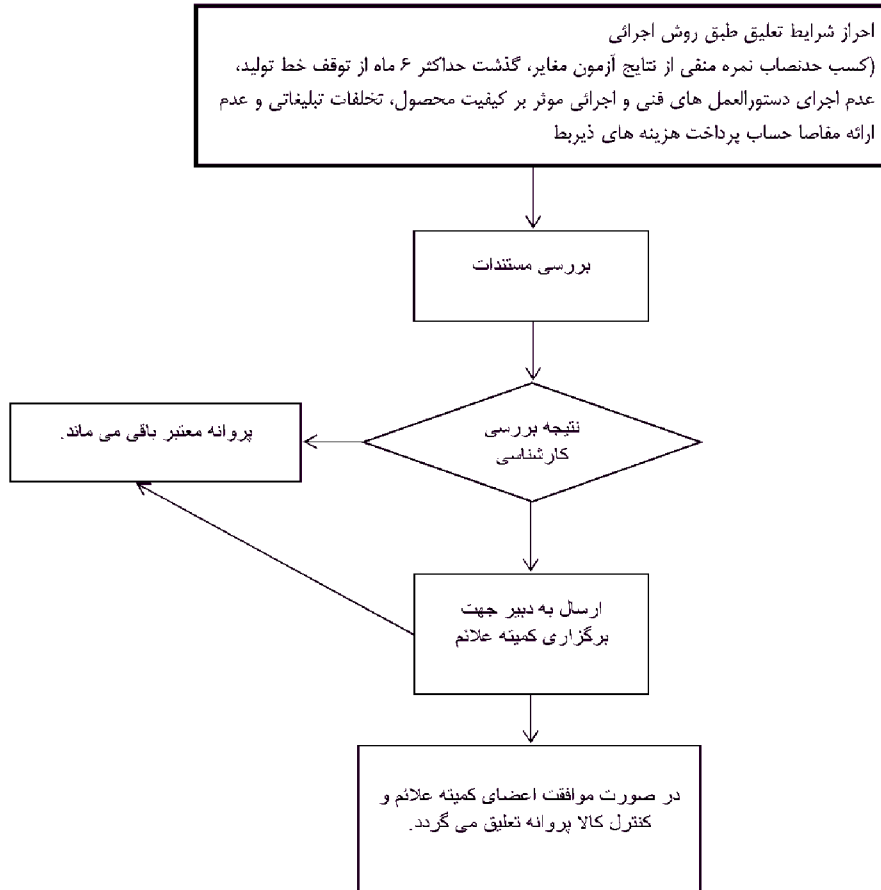 احراز شرایط تعلیق طبق روش اجرائی
(کسب حدنصاب نمره منفی از نتایج آزمون مغایر، گذشت حداکثر ۶ ماه از توقف خط تولید،
عدم اجرای دستورالعمل های فنی و اجرائی موثر بر کیفیت محصول، تخلفات تبلیغاتی و عدم
ارائه مفاصا حساب پرداخت هزینه های ذیربط
بررسی مستندات
نتیجه بررسی
کارشناسی
پروانه معتبر باقی می ماند.
ارسال به دبیر جهت
برگزاری کمیته علائم
در صورت موافقت اعضای کمیته علائم و
کنترل کالا پروانه تعلیق می گردد.